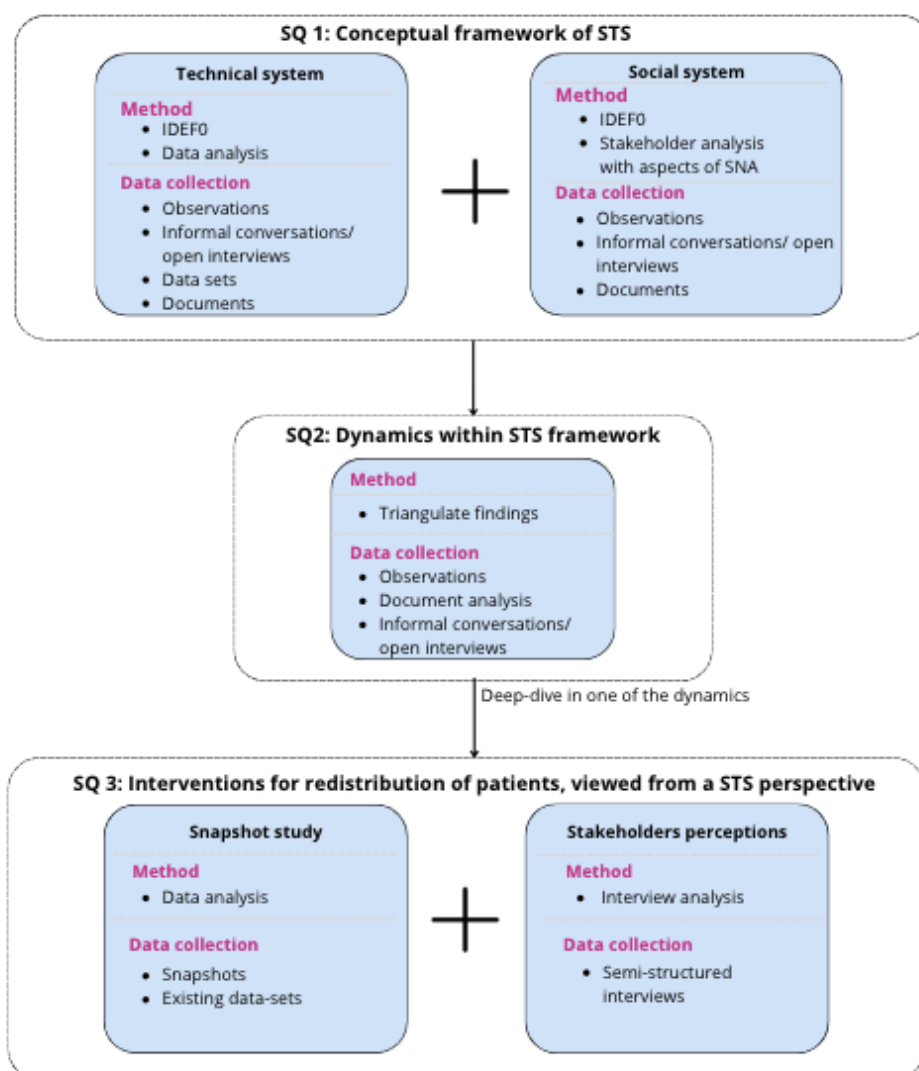 SQ 1: Conceptual framework of STS
Technical system
Method
• IDEF0
• Data analysis
Data collection
• Observations
• Informal conversations/
open interviews
• Data sets
• Documents
Social system
Method
• IDEF0
• Stakeholder analysis
with aspects of SNA
Data collection
• Observations
• Informal conversations/ open
interviews
• Documents
SQ2: Dynamics within STS framework
Method
• Triangulate findings
Data collection
• Observations
• Document analysis
• Informal conversations/
open interviews
Deep-dive in one of the dynamics
SQ 3: Interventions for redistribution of patients, viewed from a STS perspective
Snapshot study
Method
• Data analysis
Data collection
• Snapshots
• Existing data-sets
Stakeholders perceptions
Method
• Interview analysis
Data collection
• Semi-structured
interviews